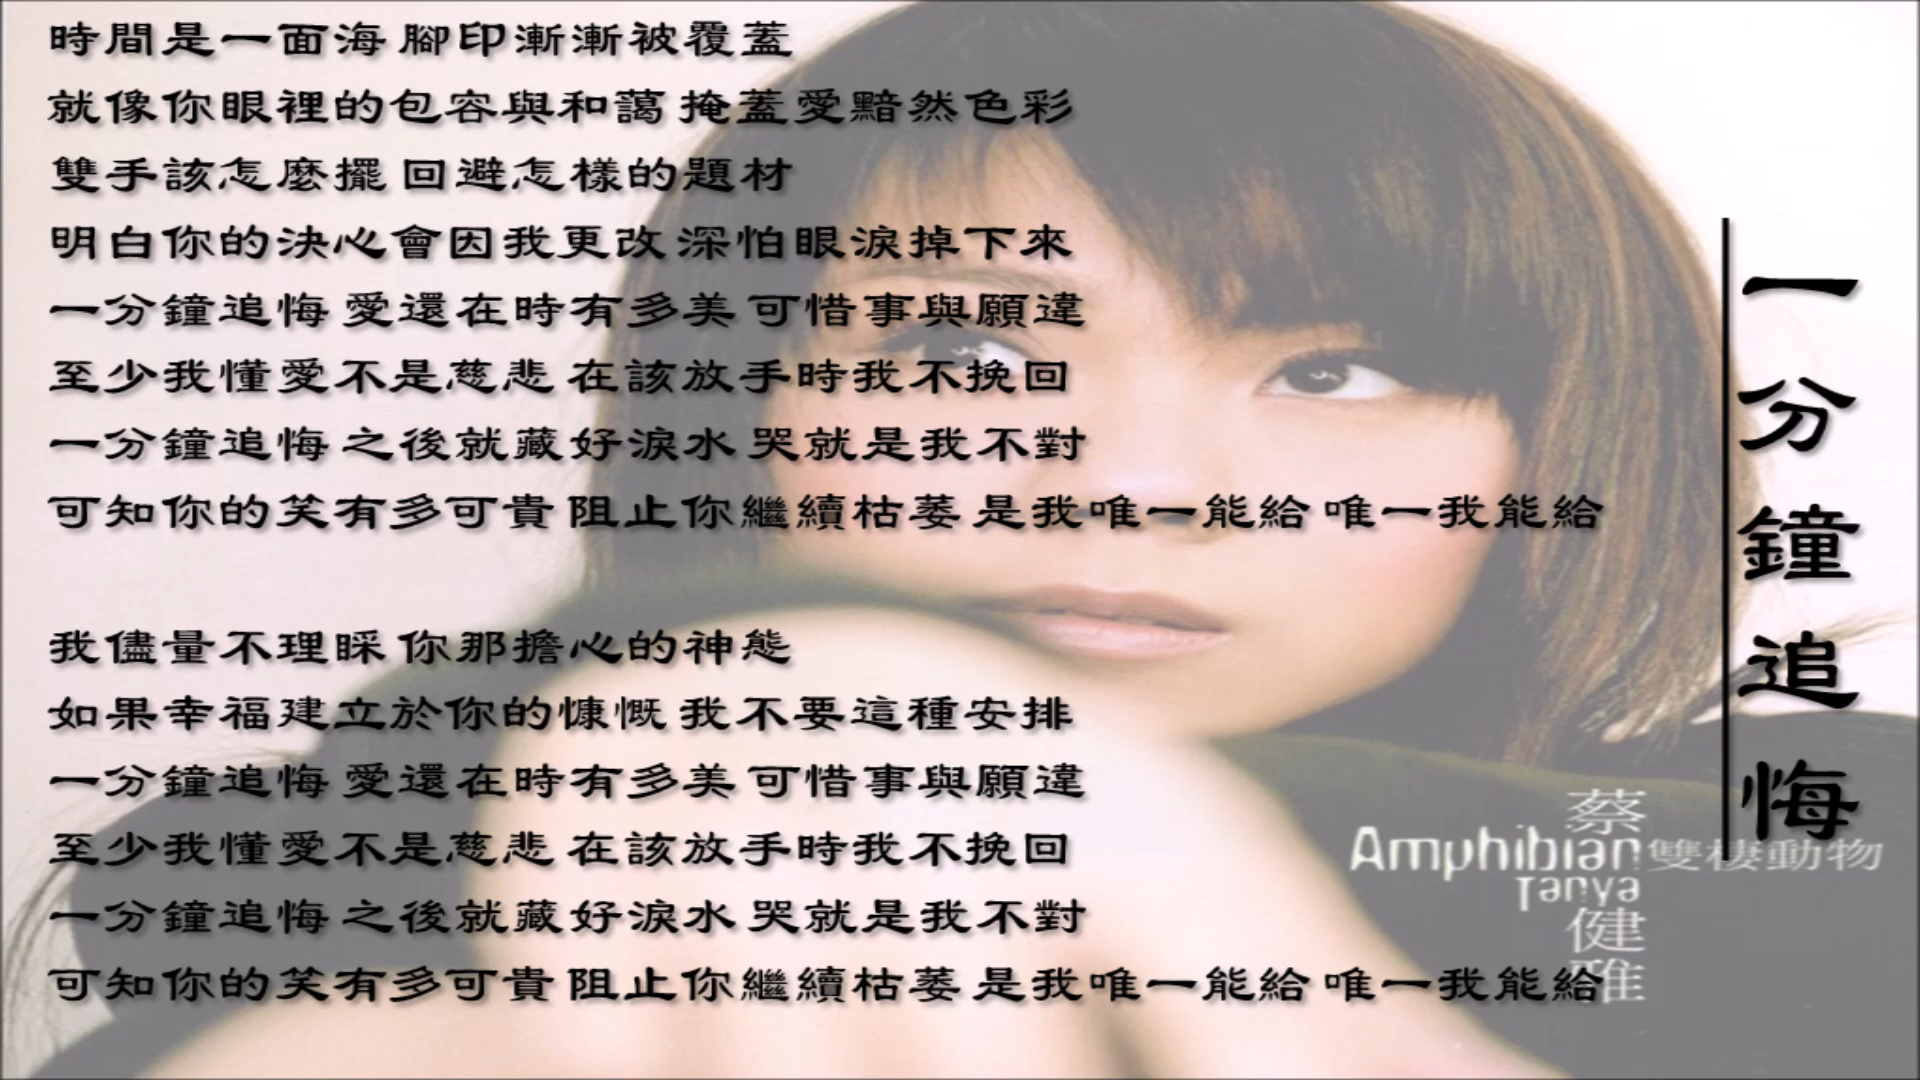 時間是一面海 腳印漸漸被覆蓋
就像你眼裡的包容與和藹 掩蓋愛黯然色彩
雙手該怎麼擺 回避怎樣的題材
明白你的決心會因我更改 深怕眼淚掉下來
一分鐘追悔 愛還在時有多美 可惜事與願違
至少我懂愛不是慈悲 在該放手時我不挽回
一分鐘追悔 之後就藏好淚水 哭就是我不對
可知你的笑有多可貴 阻止你繼續枯萎 是我唯一能給 唯一我能給
我儘量不理睬 你那擔心的神態
如果幸福建立於你的慷慨 我不要這種安排
一分鐘追悔 愛還在時有多美 可惜事與願違
至少我懂愛不是慈悲 在該放手時我不挽回
一分鐘追悔 之後就藏好淚水 哭就是我不對
可知你的笑有多可貴 阻止你繼續枯萎 是我唯一能給 唯一我能給
一分鐘追悔
蔡
Amphibian 雙棲動物
Tanya
健
雅